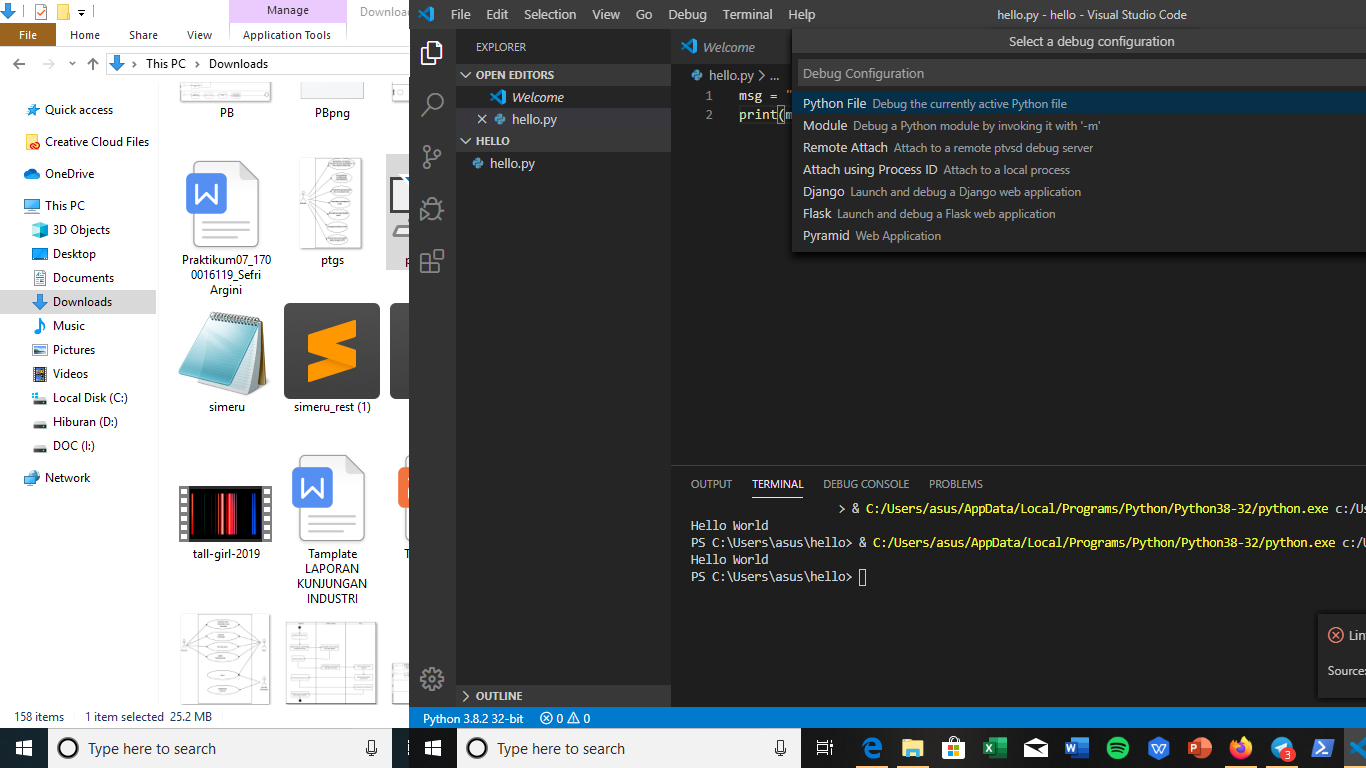 Manage
Downloads
File
Home
Share
View
Application Tools
This PC
Downloads
Quick access
Creative Cloud Files
OneDrive
This PC
3D Objects
Desktop
Documents
Downloads
Music
Pictures
Videos
Local Disk (C:)
Hiburan (D:)
DOC (I:)
Network
PB
PBpng
Praktikum07_170
0016119_Sefri
Argini
ptgs
simeru
simeru_rest (1)
tall-girl-2019
Tamplate
LAPORAN
KUNJUNGAN
INDUSTRI
158 items
1 item selected 25.2 MB
Type here to search
File Edit Selection View Go Debug Terminal Help
hello.py - hello - Visual Studio Code
EXPLORER
OPEN EDITORS
Welcome
hello.py
HELLO
hello.py
OUTLINE
Welcome
hello.py > ...
1 msg = "
2 print(m
Select a debug configuration
Debug Configuration
Python File Debug the currently active Python file
Module Debug a Python module by invoking it with '-m'
Remote Attach Attach to a remote ptvsd debug server
Attach using Process ID Attach to a local process
Django Launch and debug a Django web application
Flask Launch and debug a Flask web application
Pyramid Web Application
OUTPUT TERMINAL DEBUG CONSOLE PROBLEMS
> & C:/Users/asus/AppData/Local/Programs/Python/Python38-32/python.exe c:/Us
Hello World
PS C:\Users\asus\hello> & C:/Users/asus/AppData/Local/Programs/Python/Python38-32/python.exe c:/U
Hello World
PS C:\Users\asus\hello>
Lin
Source:
Python 3.8.2 32-bit
0
0
Type here to search
3